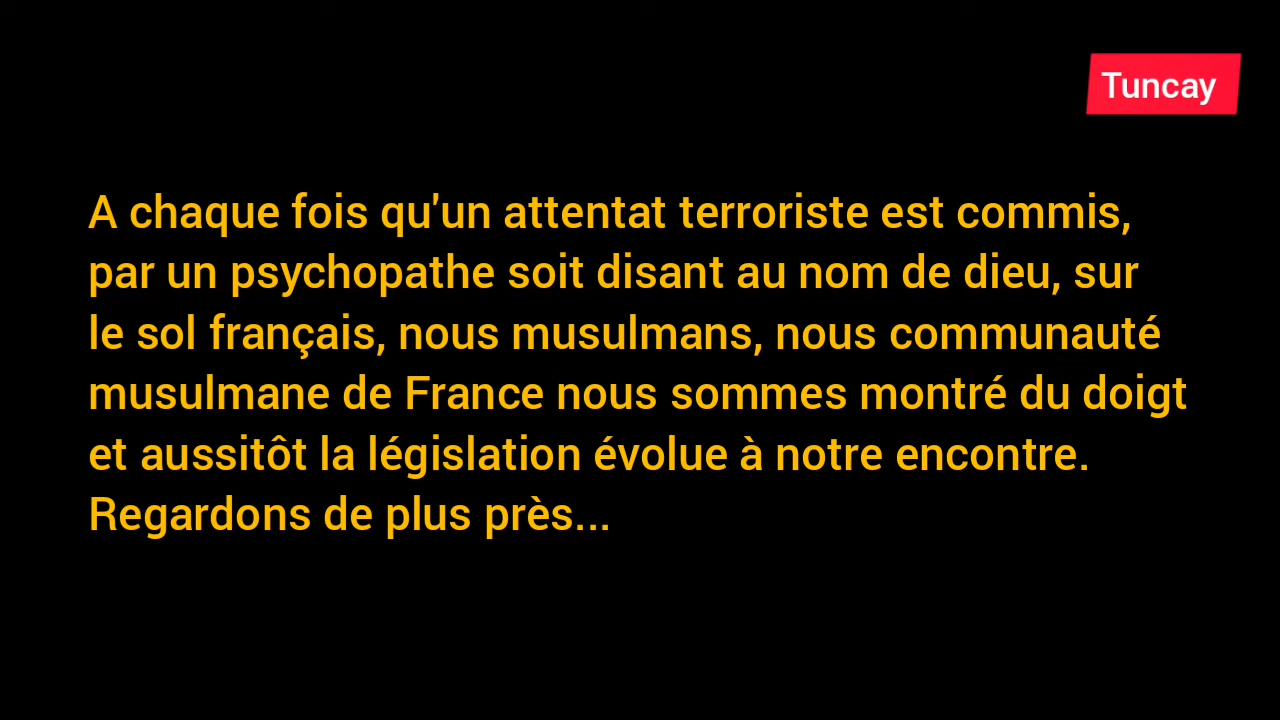 Tuncay
A chaque fois qu'un attentat terroriste est commis,
par un psychopathe soit disant au nom de dieu, sur
le sol français, nous musulmans, nous communauté
musulmane de France nous sommes montré du doigt
et aussitôt la législation évolue à notre encontre.
Regardons de plus près...